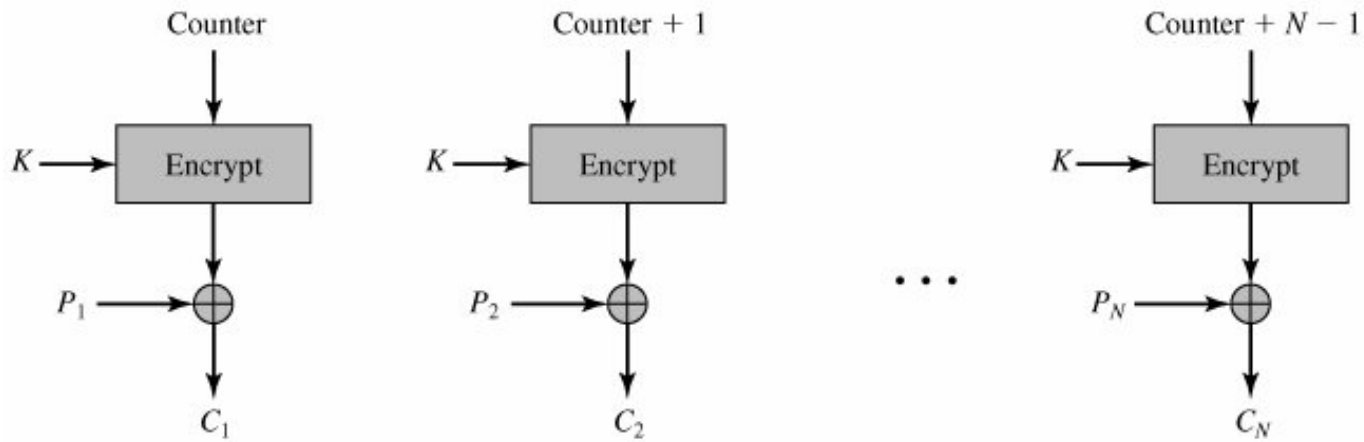 Counter Counter + 1 Counter + N − 1
K Encrypt K Encrypt K Encrypt
P1 P2 . . . PN
C1 C2 CN